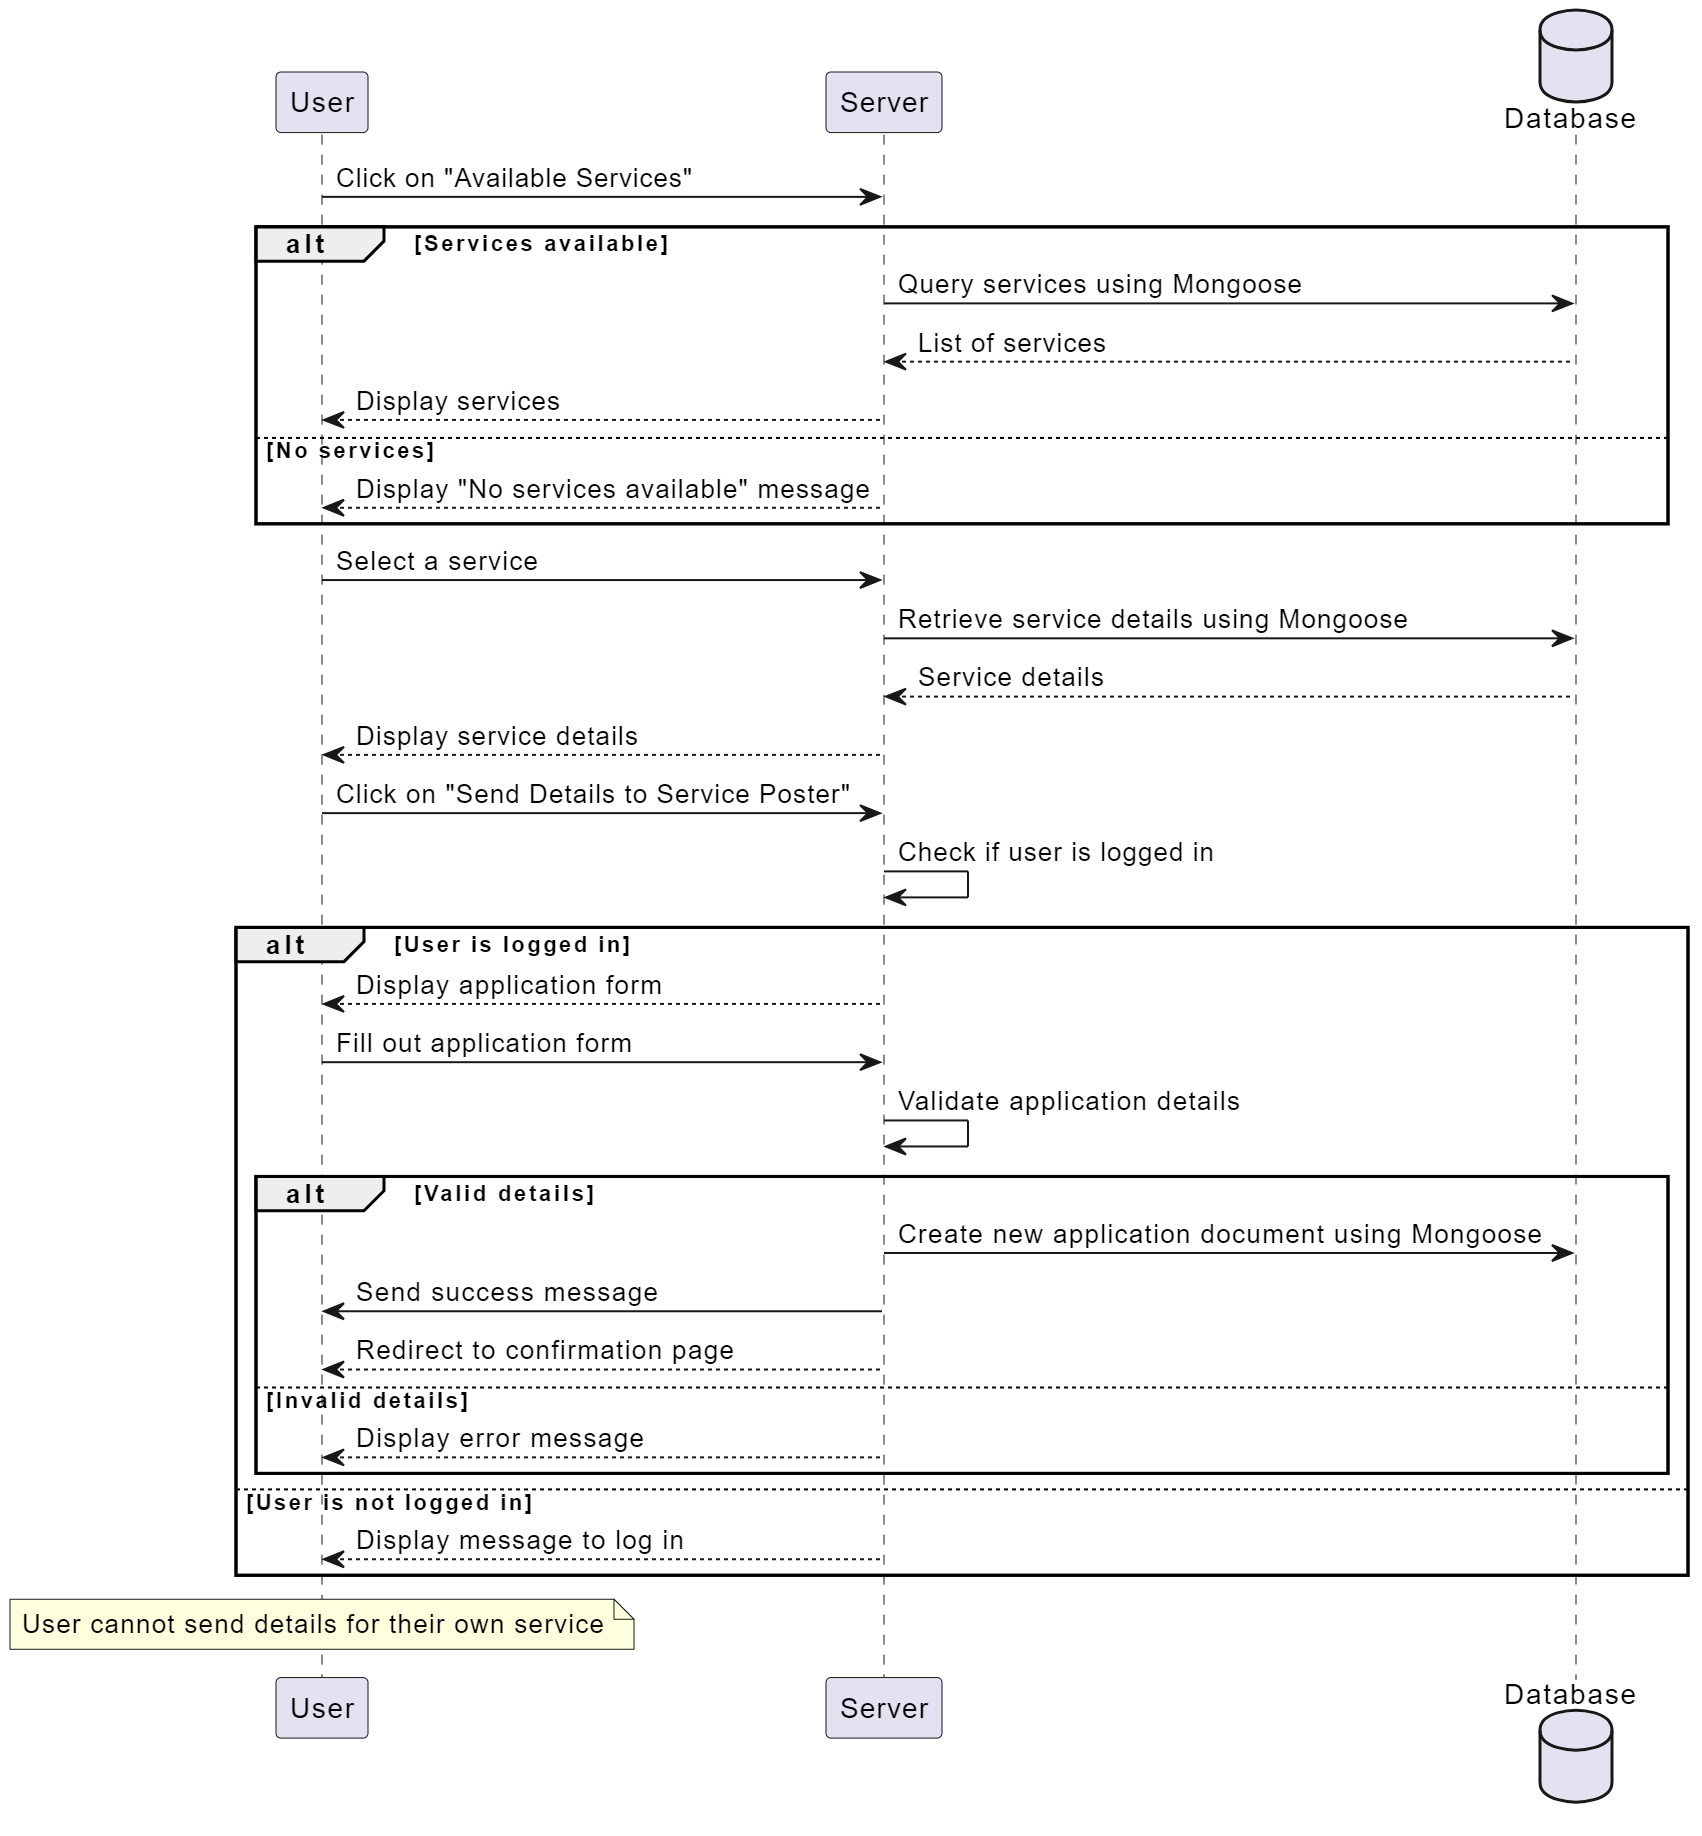 User
Server
Database
Click on "Available Services"
alt
[Services available]
Query services using Mongoose
List of services
Display services
[No services]
Display "No services available" message
Select a service
Retrieve service details using Mongoose
Service details
Display service details
Click on "Send Details to Service Poster"
Check if user is logged in
alt
[User is logged in]
Display application form
Fill out application form
Validate application details
alt
[Valid details]
Create new application document using Mongoose
Send success message
Redirect to confirmation page
[Invalid details]
Display error message
[User is not logged in]
Display message to log in
User cannot send details for their own service
User
Server
Database